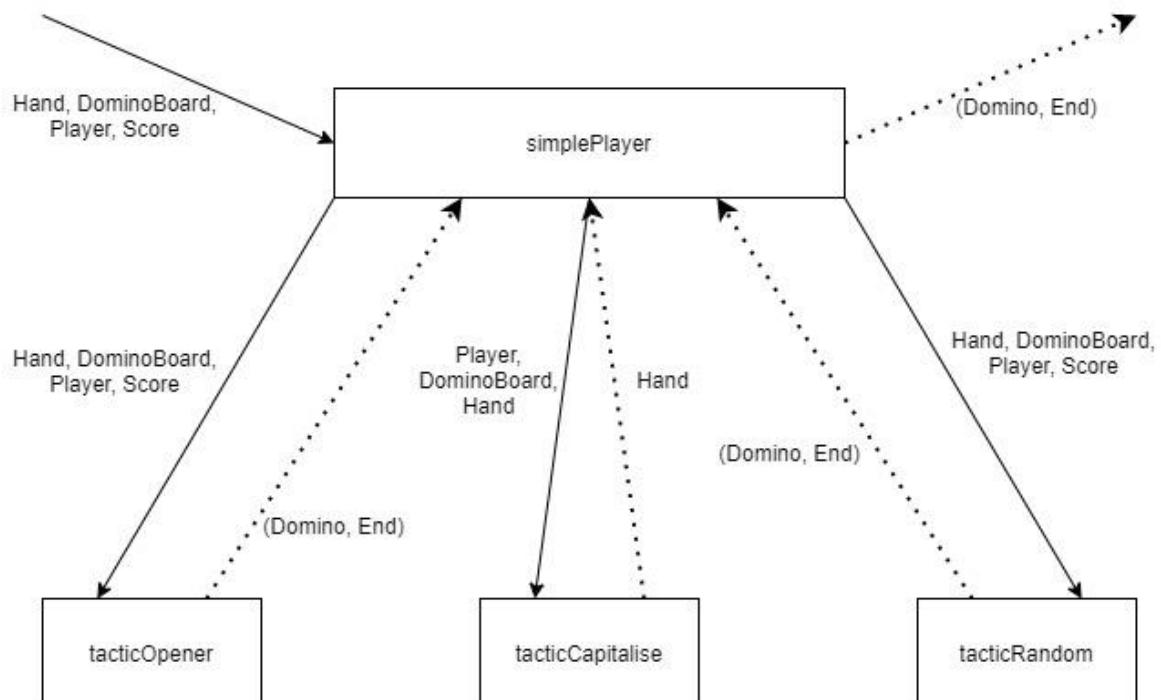 Hand, DominoBoard,
Player, Score
(Domino, End)
simplePlayer
Hand, DominoBoard,
Player, Score
Player,
DominoBoard,
Hand
Hand
Hand, DominoBoard,
Player, Score
(Domino, End)
(Domino, End)
tacticOpener
tacticCapitalise
tacticRandom